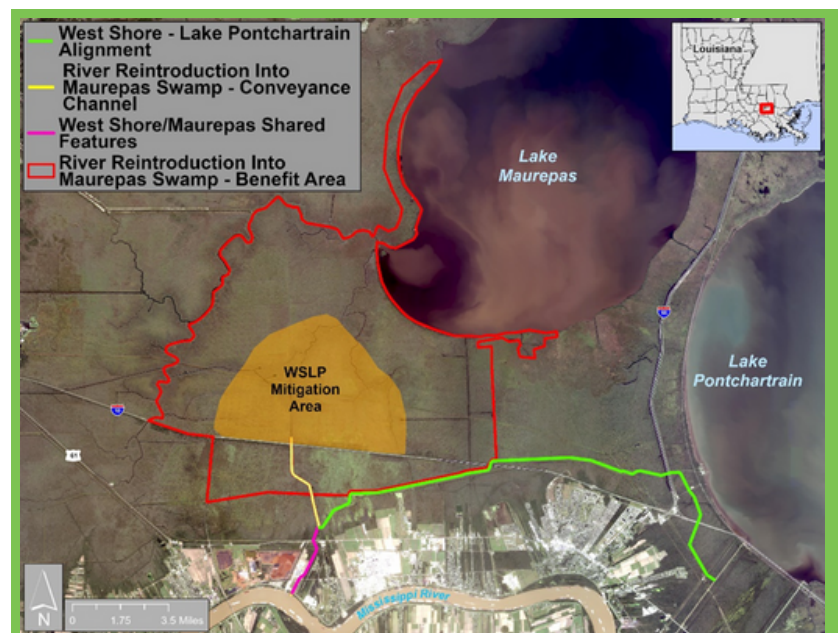 West Shore - Lake Pontchartrain
Alignment
River Reintroduction Into
Maurepas Swamp - Conveyance
Channel
West Shore/Maurepas Shared
Features
River Reintroduction Into
Maurepas Swamp - Benefit Area
Louisiana
Lake
Maurepas
Lake
Pontchartrain
WSLP
Mitigation
Area
61
Mississippi River
N
0 1.75 3.5 Miles